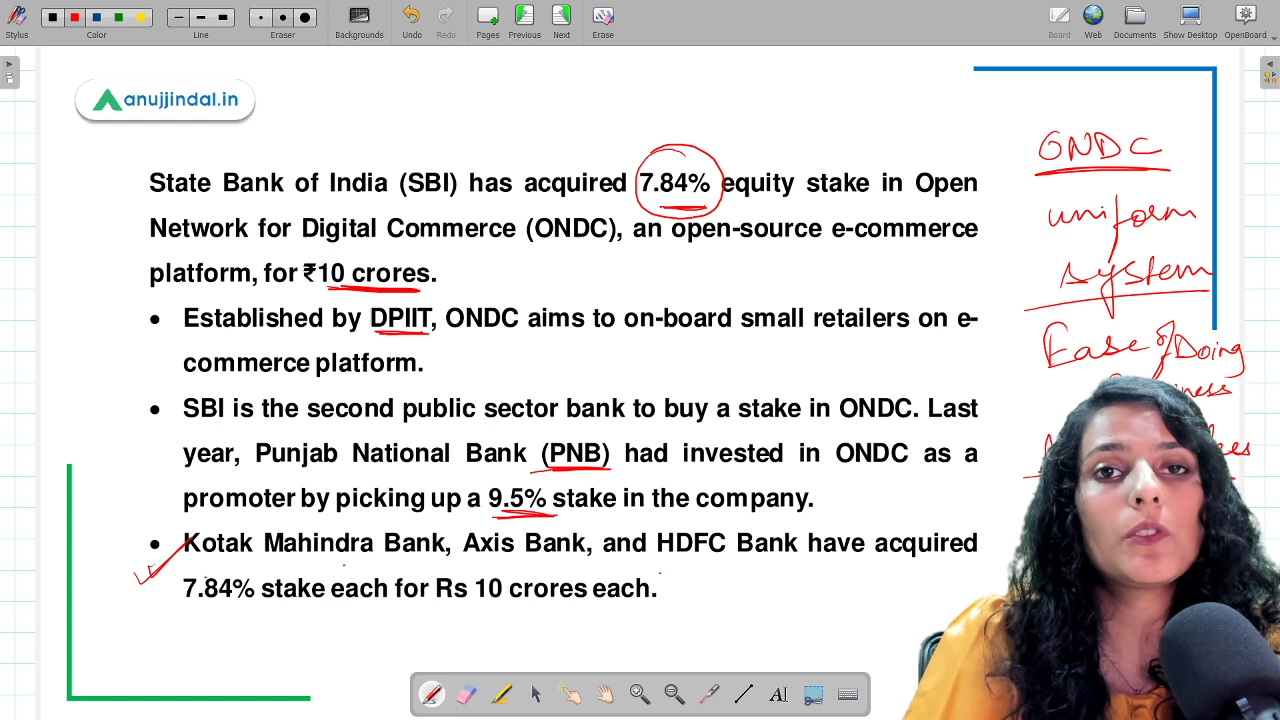 Stylus
Color
Line
Eraser
Backgrounds
Undo
Redo
Pages
Previous
Next
Erase
Board
Web
Documents
Show Desktop
OpenBoard
anujjindal.in
State Bank of India (SBI) has acquired 7.84% equity stake in Open
Network for Digital Commerce (ONDC), an open-source e-commerce
platform, for ₹10 crores.
• Established by DPIIT, ONDC aims to on-board small retailers on e-
commerce platform.
• SBI is the second public sector bank to buy a stake in ONDC. Last
year, Punjab National Bank (PNB) had invested in ONDC as a
promoter by picking up a 9.5% stake in the company.
• Kotak Mahindra Bank, Axis Bank, and HDFC Bank have acquired
7.84% stake each for Rs 10 crores each.
ONDC
uniform
system
Ease of Doing
AI